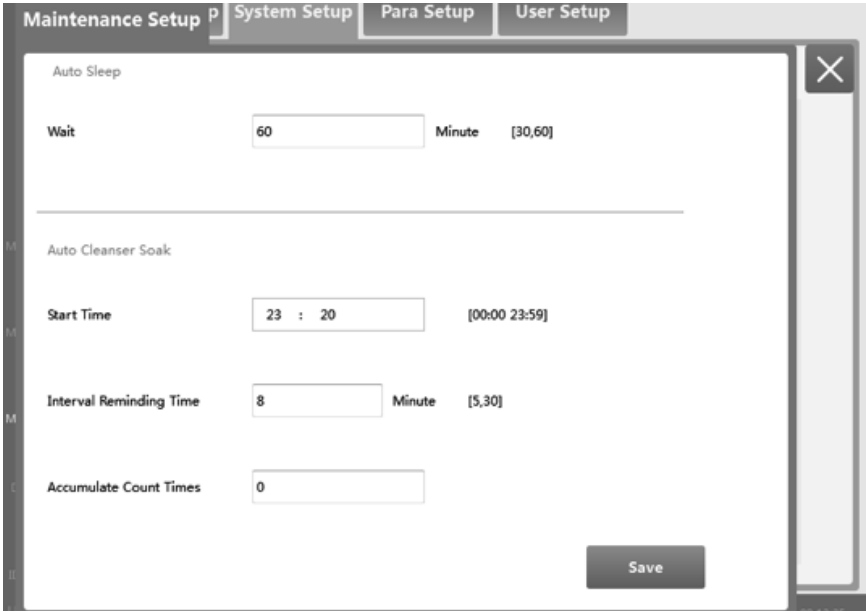 Maintenance Setup p System Setup Para Setup User Setup
Auto Sleep
Wait 60 Minute [30,60]
Auto Cleanser Soak
M
Start Time 23 : 20 [00:00 23:59]
M
Interval Reminding Time 8 Minute [5,30]
M
Accumulate Count Times 0
Save